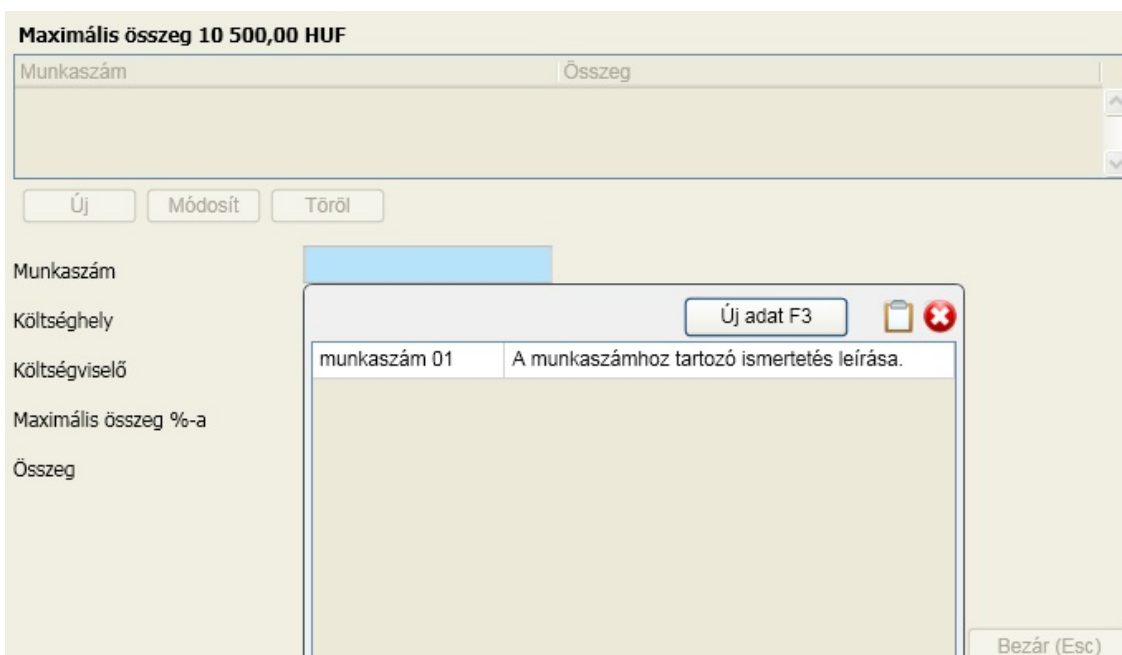 Maximális összeg 10 500,00 HUF
Munkaszám Összeg
Új Módosít Töröl
Munkaszám
Költséghely
Költségviselő
Maximális összeg %-a
Összeg
Új adat F3
munkaszám 01 A munkaszámhoz tartozó ismertetés leírása.
Bezár (Esc)